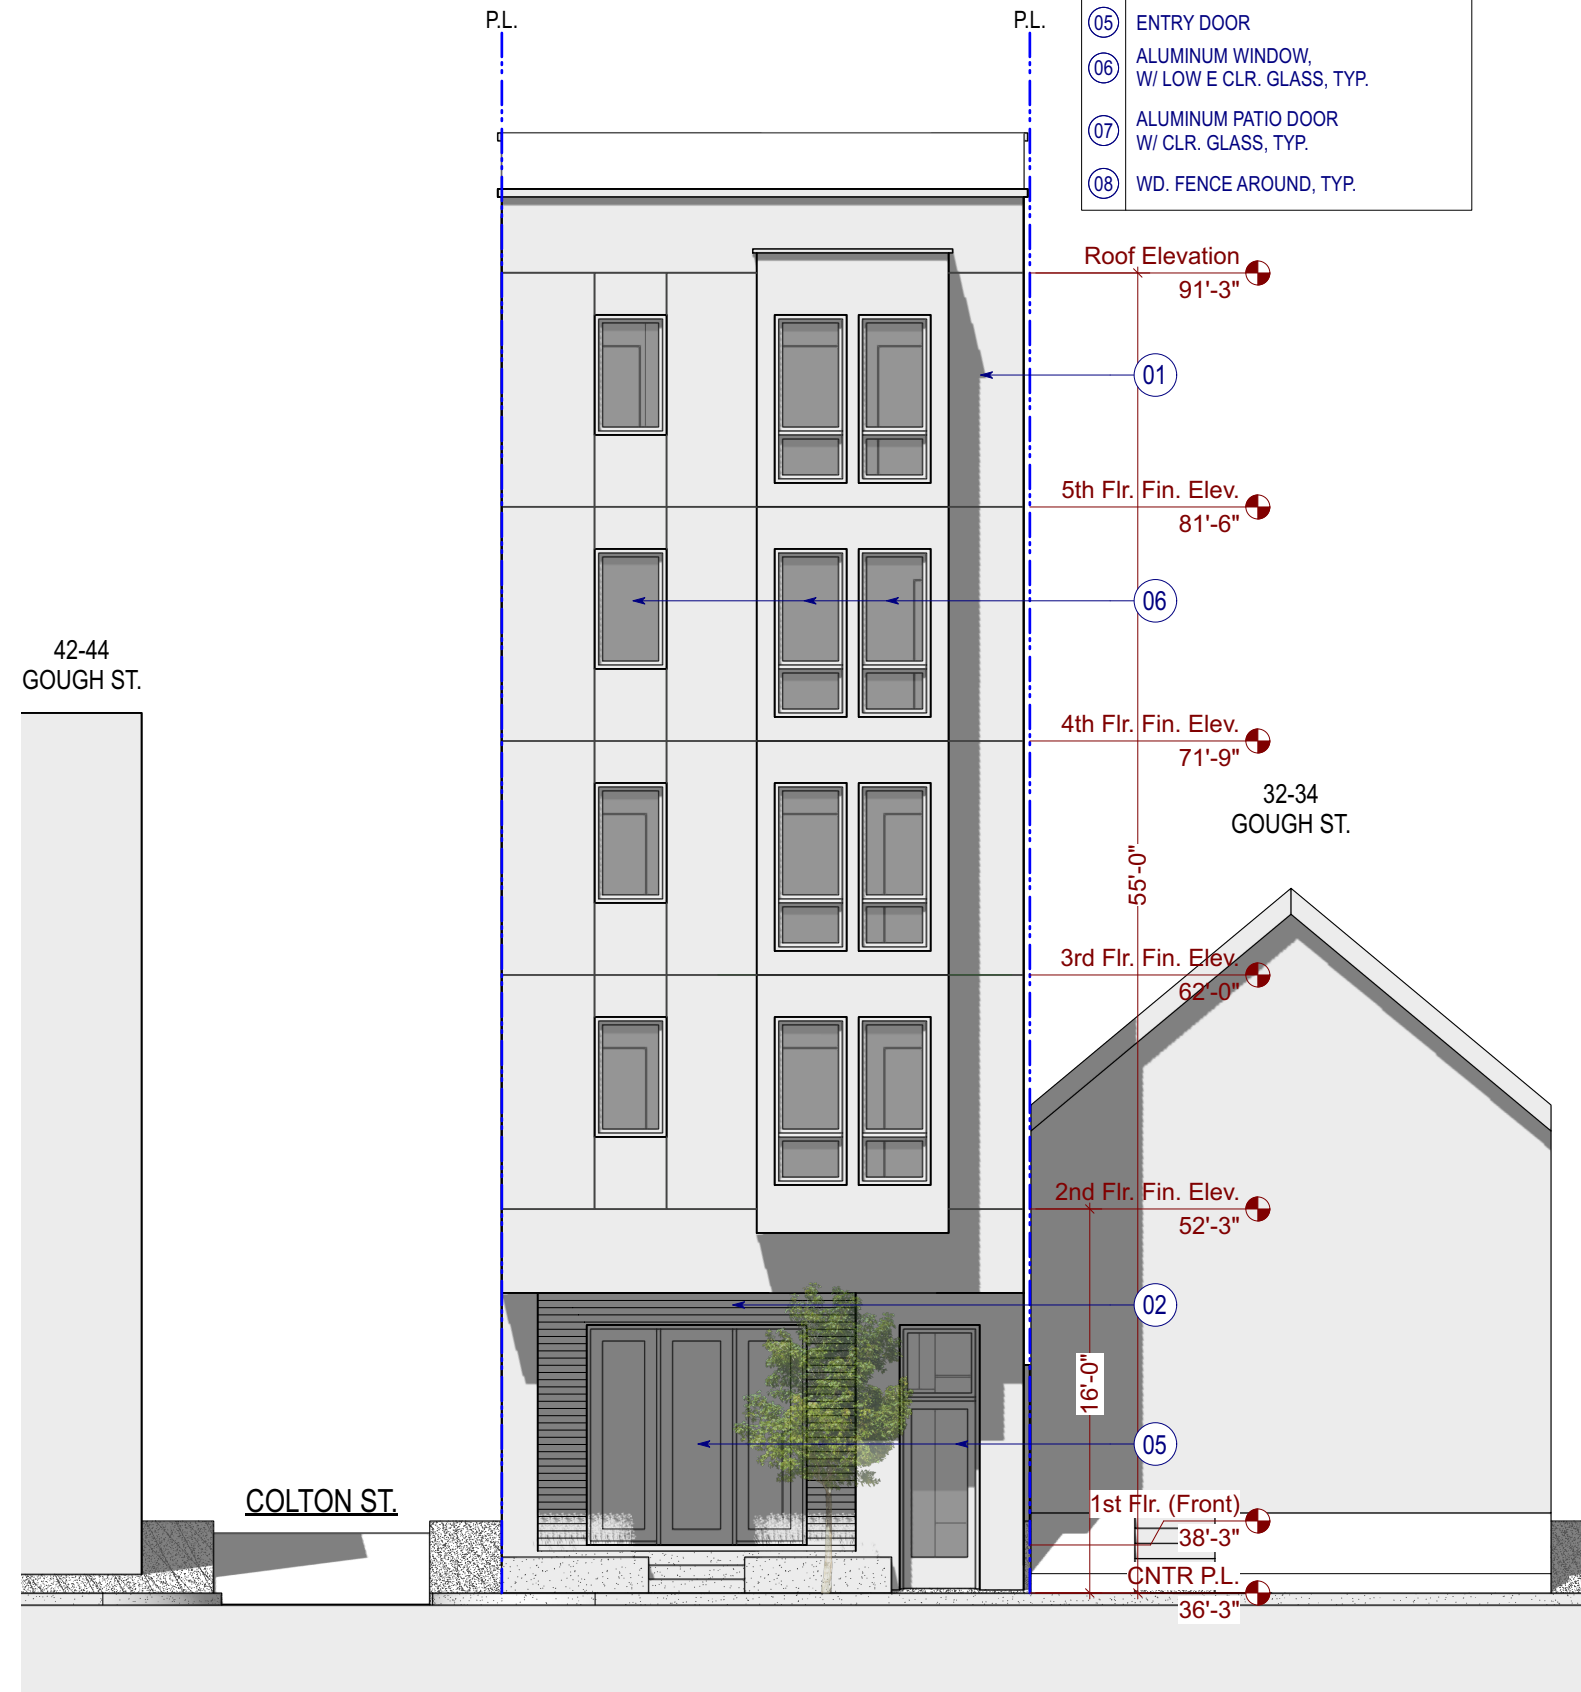 P.L.
P.L.
05 ENTRY DOOR
06 ALUMINUM WINDOW,
W/ LOW E CLR. GLASS, TYP.
07 ALUMINUM PATIO DOOR
W/ CLR. GLASS, TYP.
08 WD. FENCE AROUND, TYP.
Roof Elevation
91'-3"
01
5th Flr. Fin. Elev.
81'-6"
06
42-44
GOUGH ST.
4th Flr. Fin. Elev.
71'-9"
32-34
GOUGH ST.
55'-0"
3rd Flr. Fin. Elev.
62'-0"
2nd Flr. Fin. Elev.
52'-3"
02
16'-0"
05
COLTON ST.
1st Flr. (Front)
38'-3"
CNTR P.L.
36'-3"